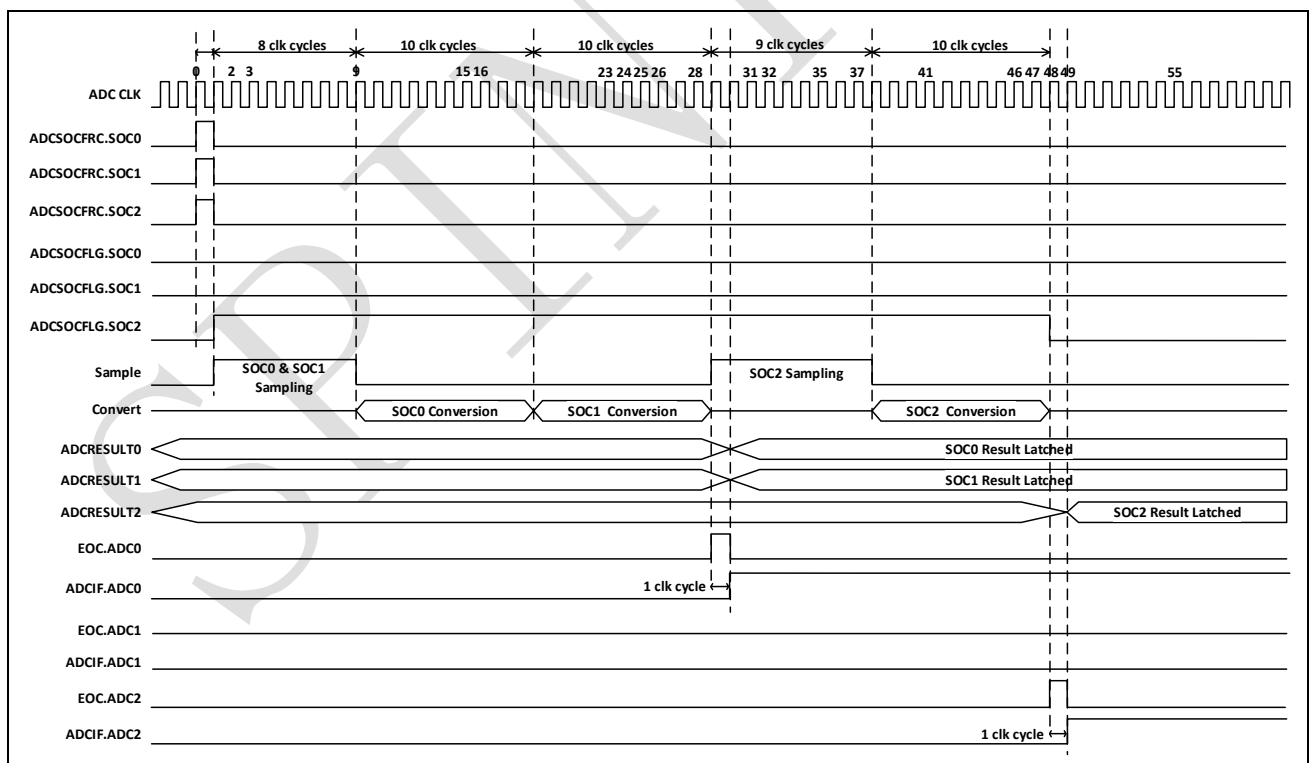 8 clk cycles 10 clk cycles 10 clk cycles 9 clk cycles 10 clk cycles
0 2 3 9 15 16 23 24 25 26 28 31 32 35 37 41 46 47 48 49 55
ADC CLK
ADCSOCFRC.SOC0
ADCSOCFRC.SOC1
ADCSOCFRC.SOC2
ADCSOCFLG.SOC0
ADCSOCFLG.SOC1
ADCSOCFLG.SOC2
Sample SOC0 & SOC1 Sampling SOC2 Sampling
Convert SOC0 Conversion SOC1 Conversion SOC2 Conversion
ADCRESULT0 SOC0 Result Latched
ADCRESULT1 SOC1 Result Latched
ADCRESULT2 SOC2 Result Latched
EOC.ADC0
ADCIF.ADC0 1 clk cycle
EOC.ADC1
ADCIF.ADC1
EOC.ADC2
ADCIF.ADC2 1 clk cycle